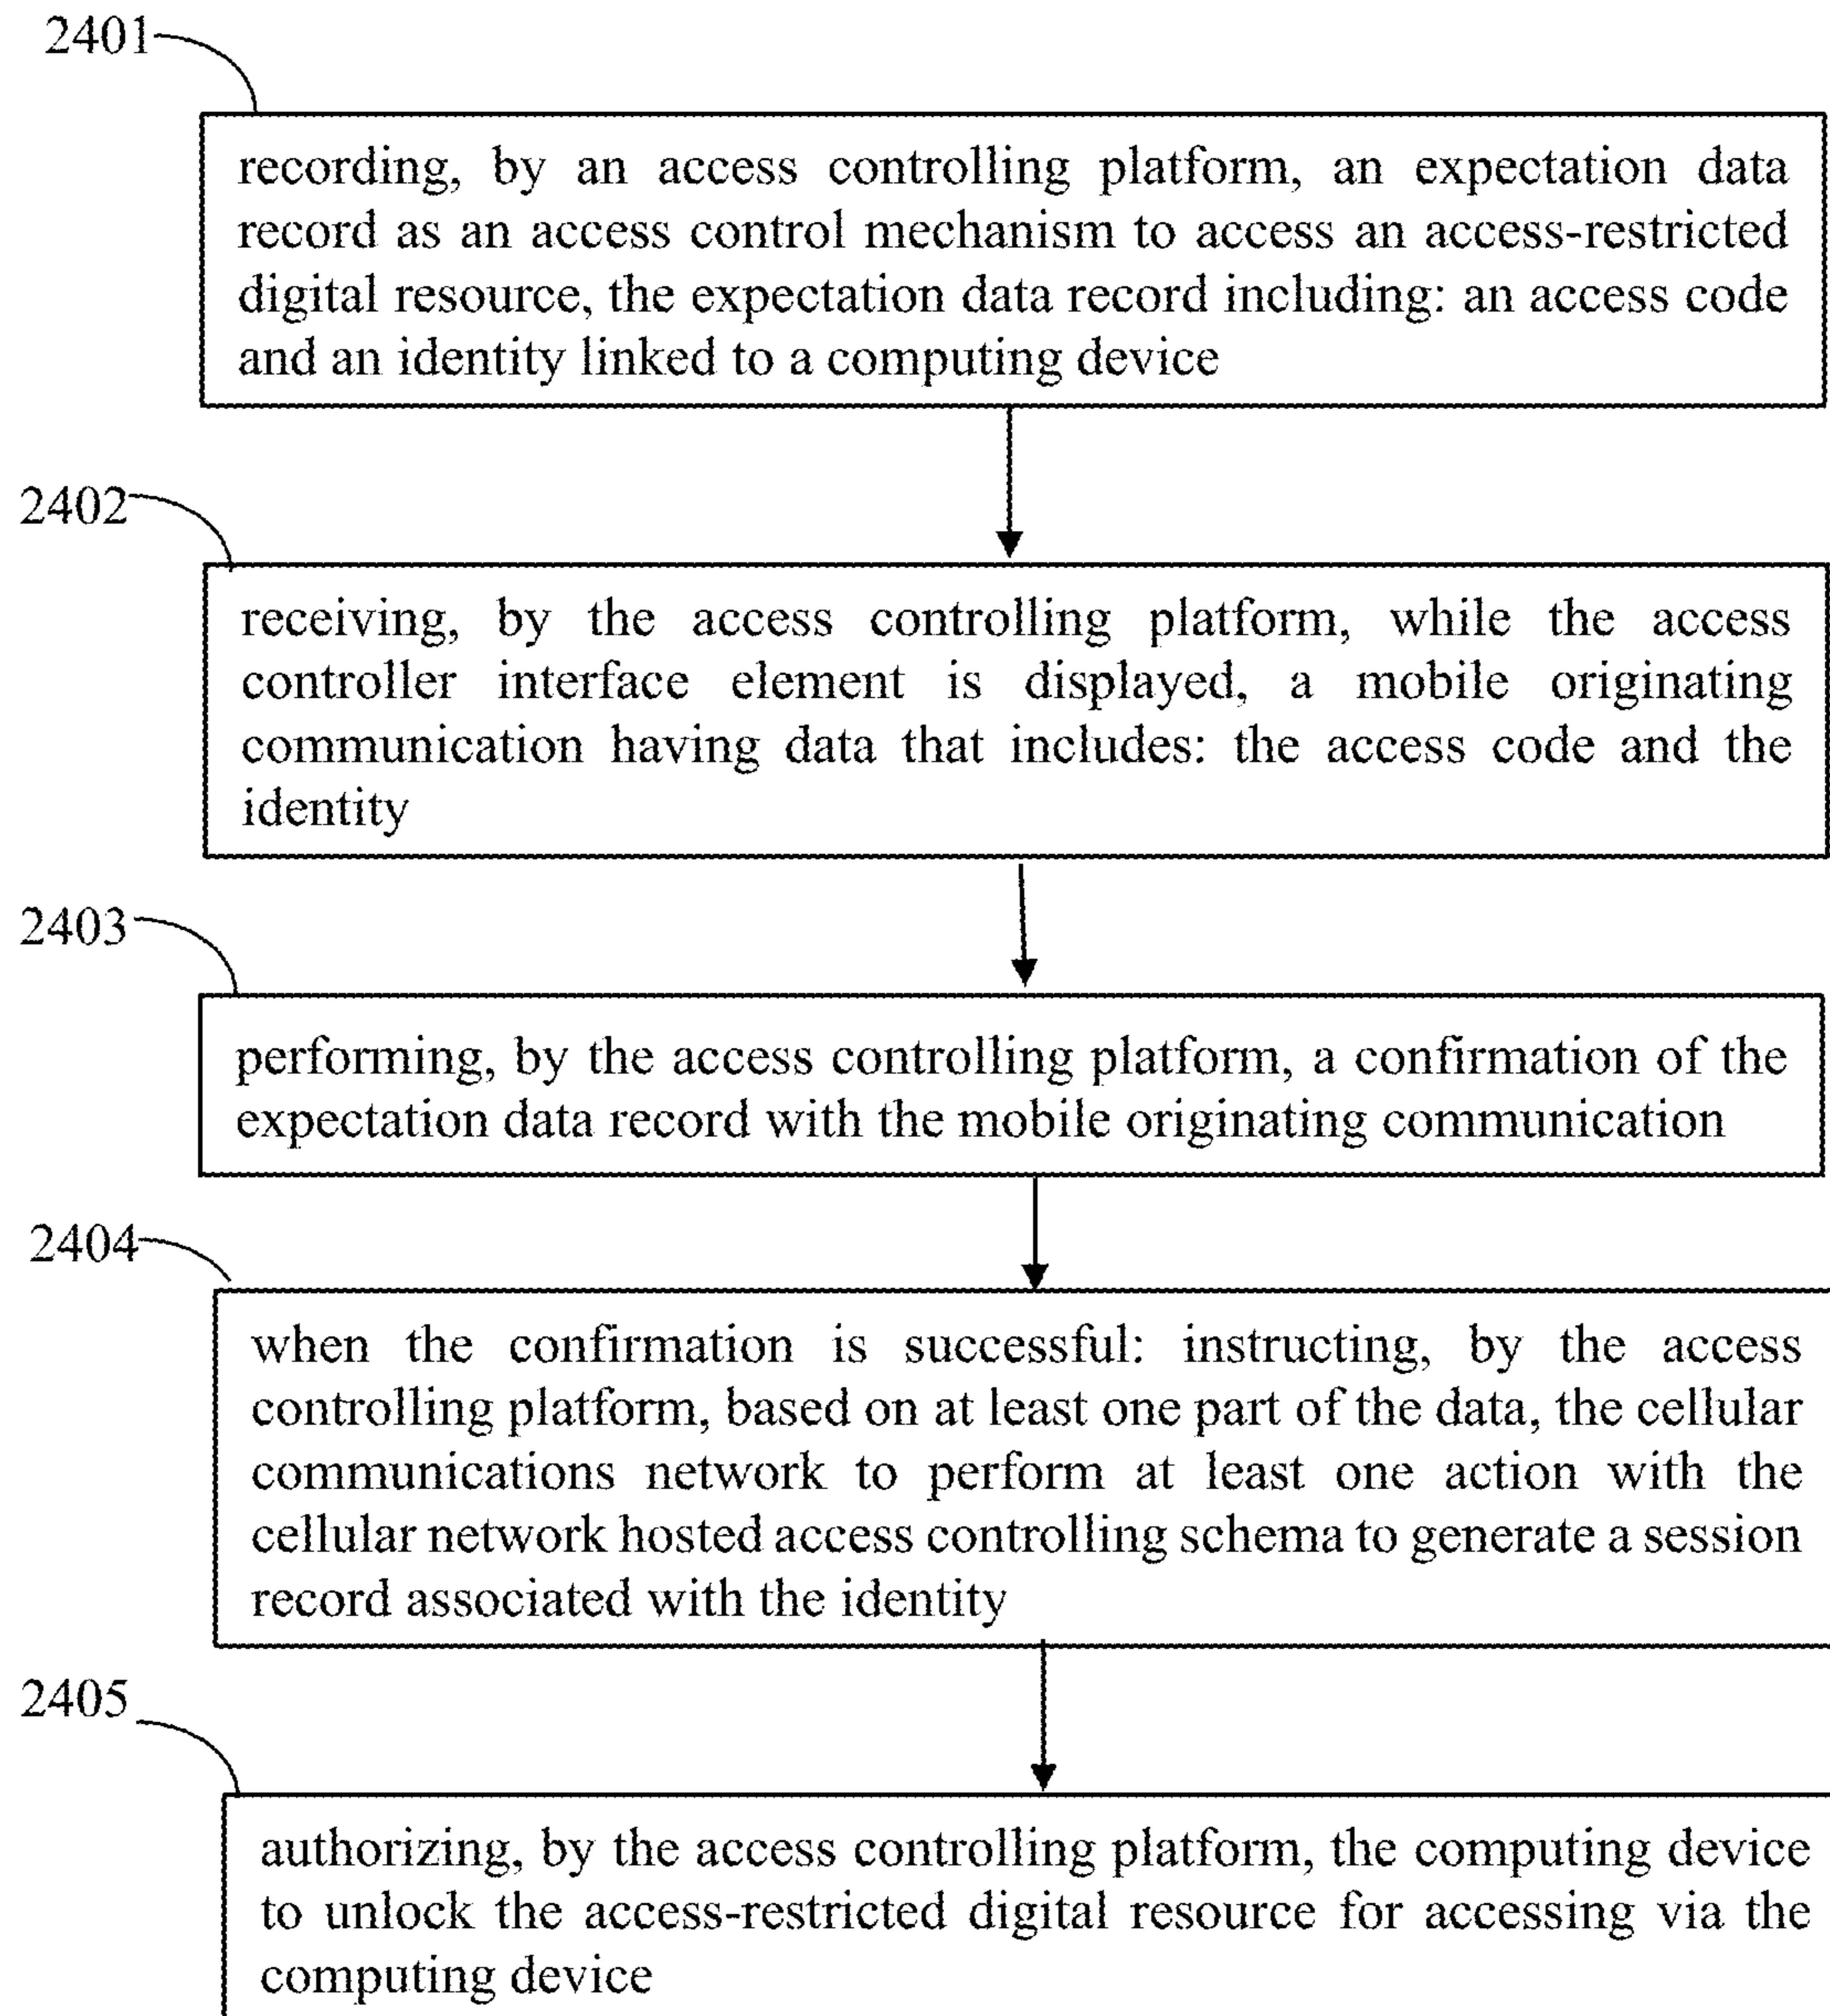 2401
recording, by an access controlling platform, an expectation data
record as an access control mechanism to access an access-restricted
digital resource, the expectation data record including: an access code
and an identity linked to a computing device
2402
receiving, by the access controlling platform, while the access
controller interface element is displayed, a mobile originating
communication having data that includes: the access code and the
identity
2403
performing, by the access controlling platform, a confirmation of the
expectation data record with the mobile originating communication
2404
when the confirmation is successful: instructing, by the access
controlling platform, based on at least one part of the data, the cellular
communications network to perform at least one action with the
cellular network hosted access controlling schema to generate a session
record associated with the identity
2405
authorizing, by the access controlling platform, the computing device
to unlock the access-restricted digital resource for accessing via the
computing device